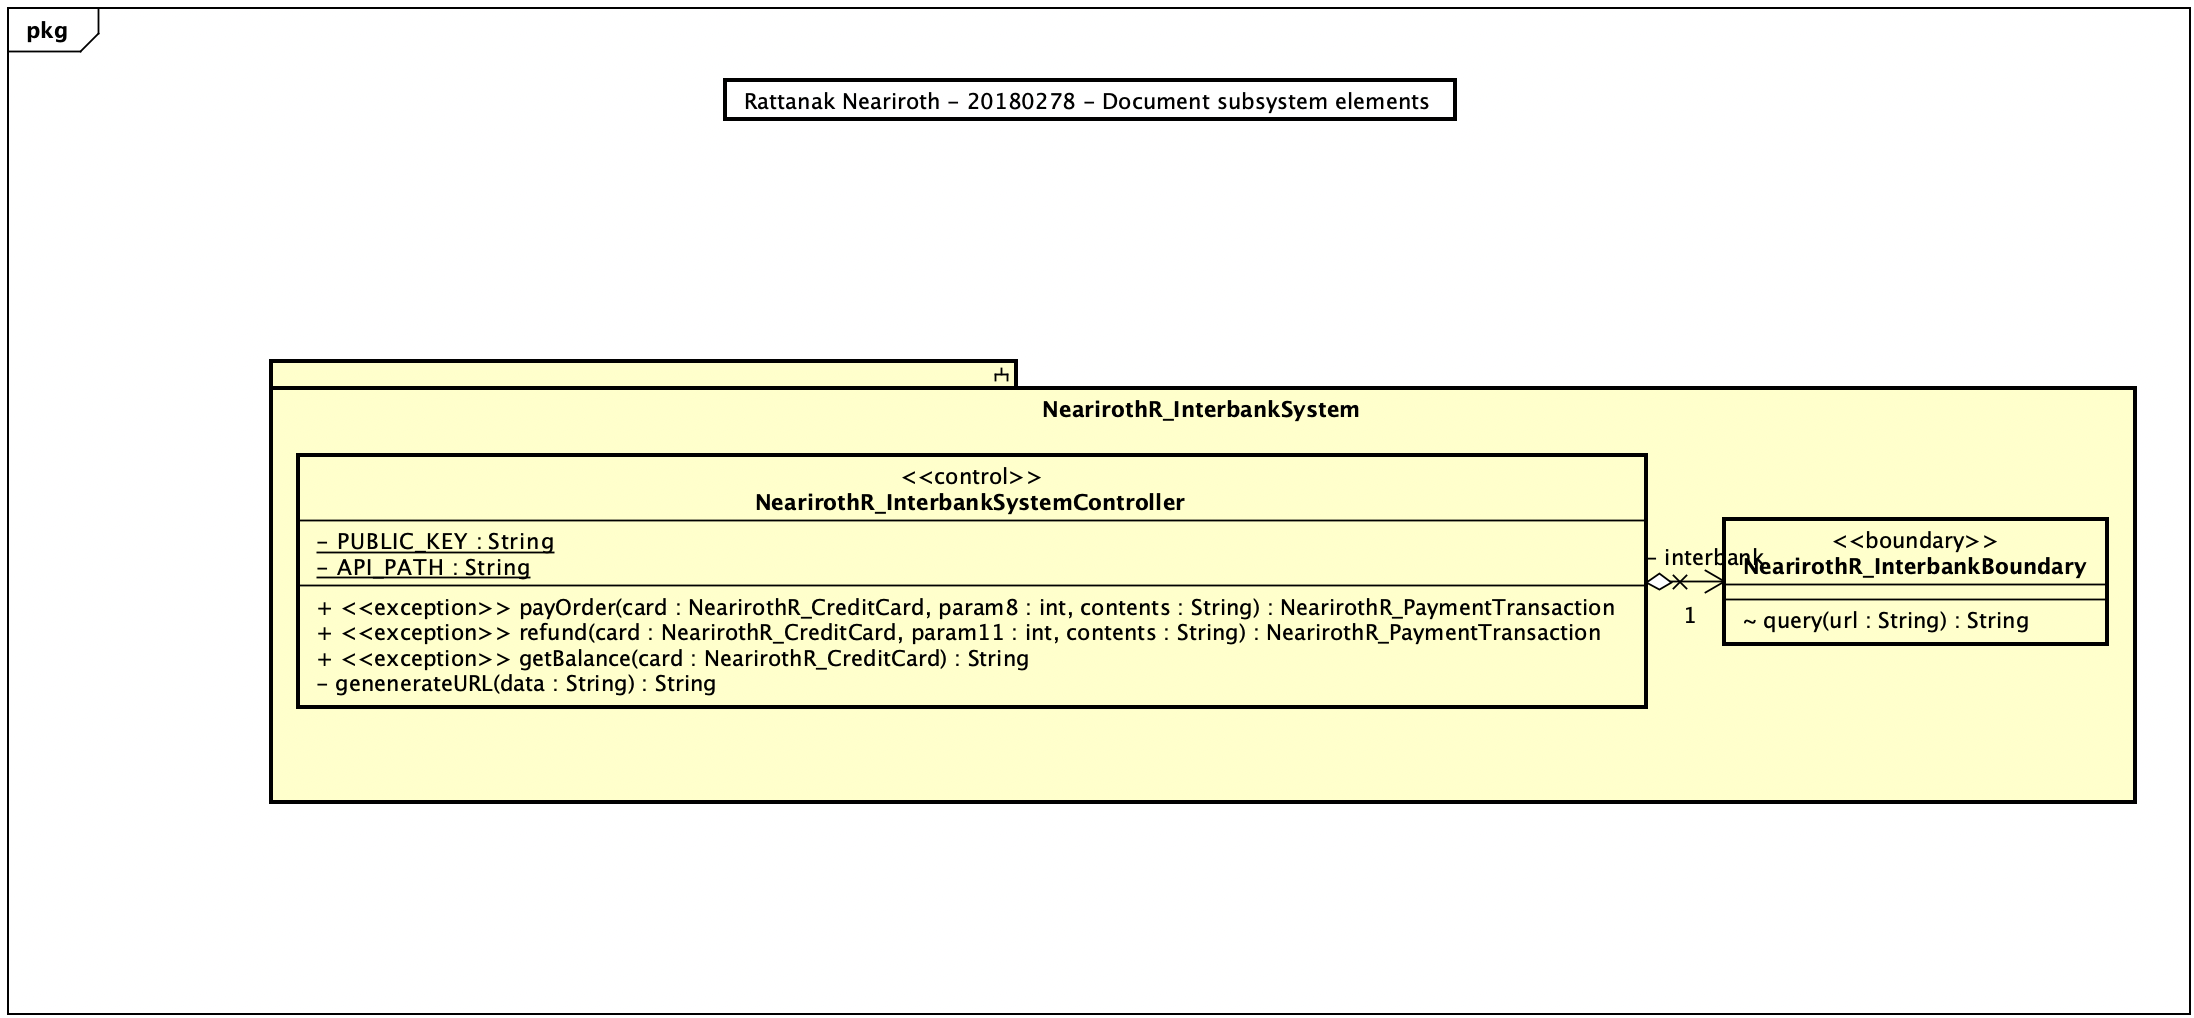 pkg
Rattanak Neariroth – 20180278 – Document subsystem elements
NearirothR_InterbankSystem
<<control>>
NearirothR_InterbankSystemController
– PUBLIC_KEY : String
– API_PATH : String
+ <<exception>> payOrder(card : NearirothR_CreditCard, param8 : int, contents : String) : NearirothR_PaymentTransaction
+ <<exception>> refund(card : NearirothR_CreditCard, param11 : int, contents : String) : NearirothR_PaymentTransaction
+ <<exception>> getBalance(card : NearirothR_CreditCard) : String
– genenerateURL(data : String) : String
– interbank
1
<<boundary>>
NearirothR_InterbankBoundary
~ query(url : String) : String